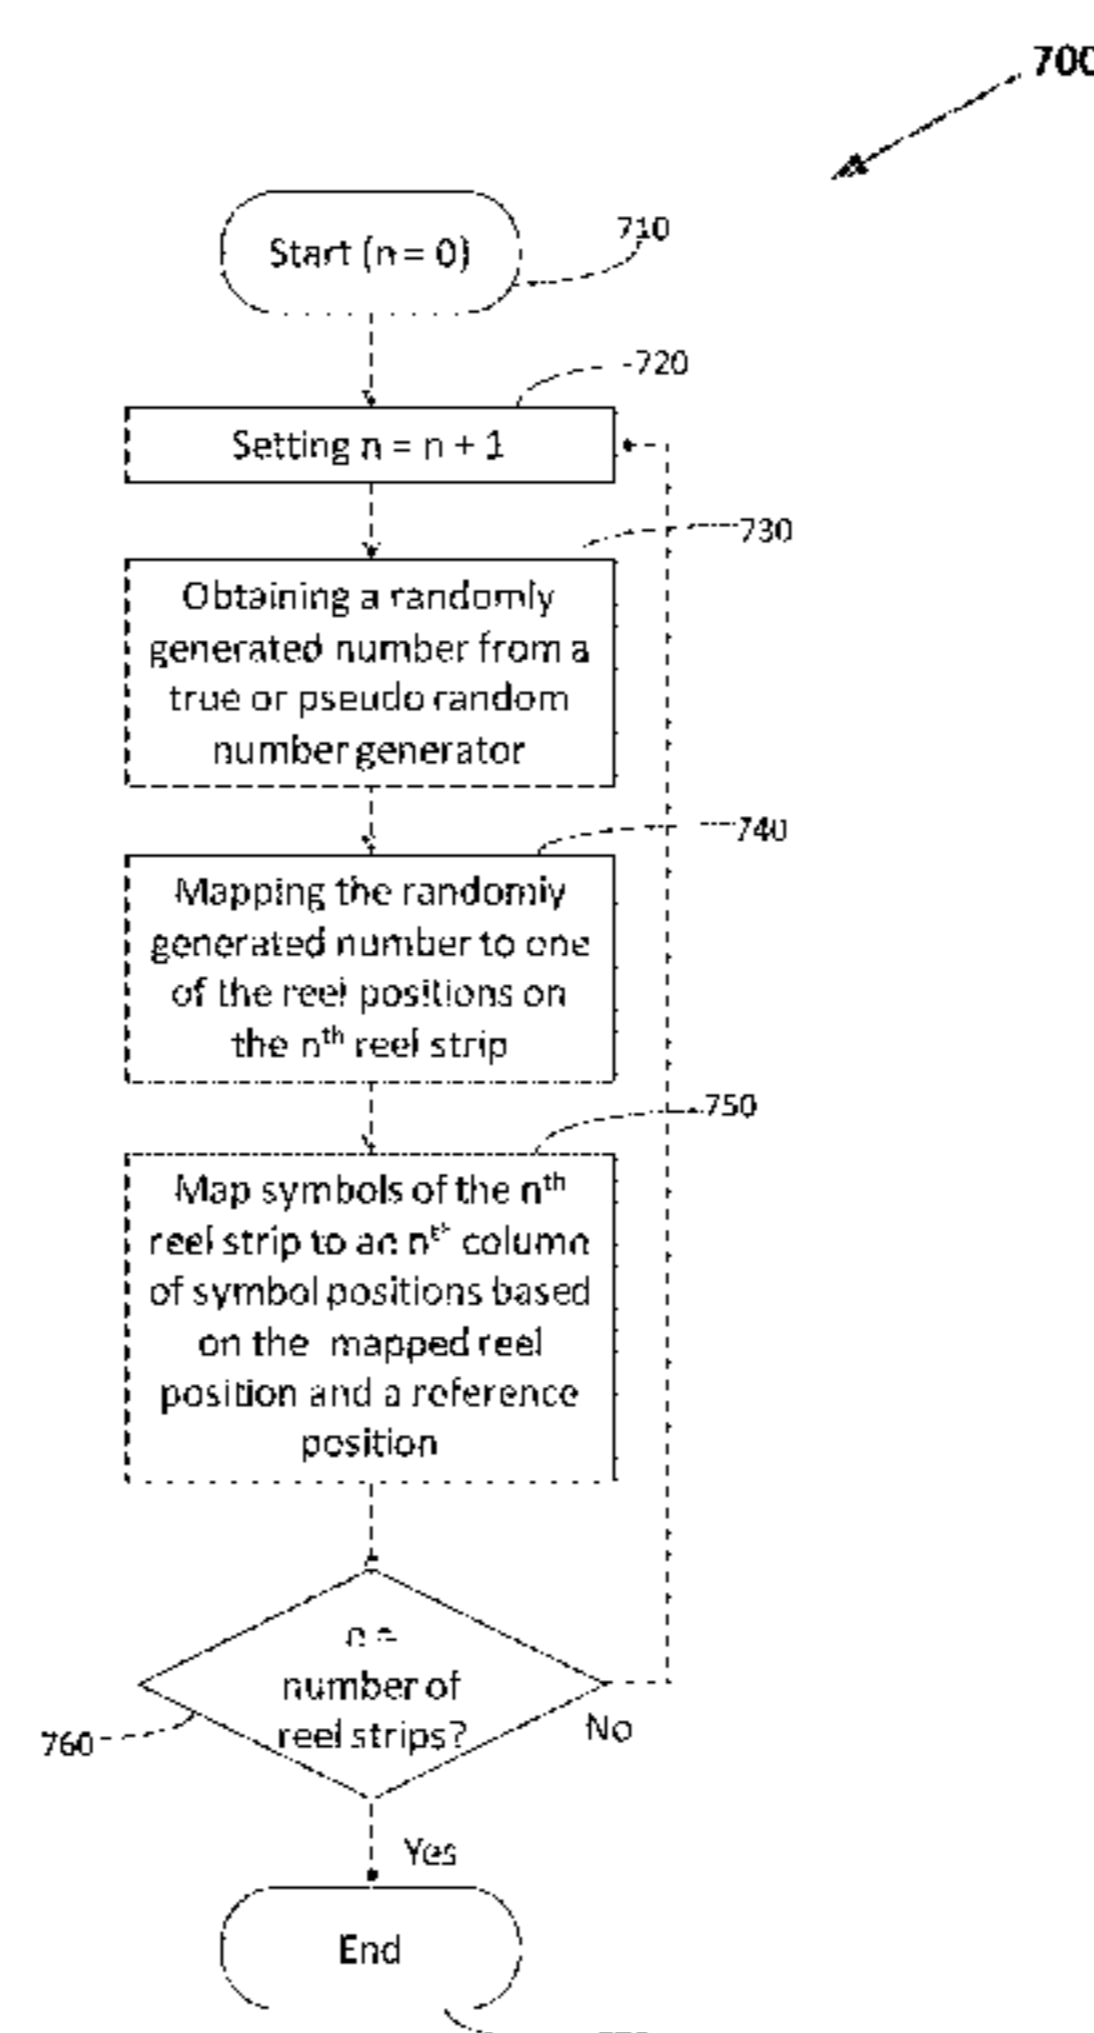 700
710
Start (n = 0)
720
Setting n = n + 1
730
Obtaining a randomly
generated number from a
true or pseudo random
number generator
740
Mapping the randomly
generated number to one
of the reel positions on
the nth reel strip
750
Map symbols of the nth
reel strip to an nth column
of symbol positions based
on the mapped reel
position and a reference
position
n =
number of
reel strips?
760
No
Yes
End